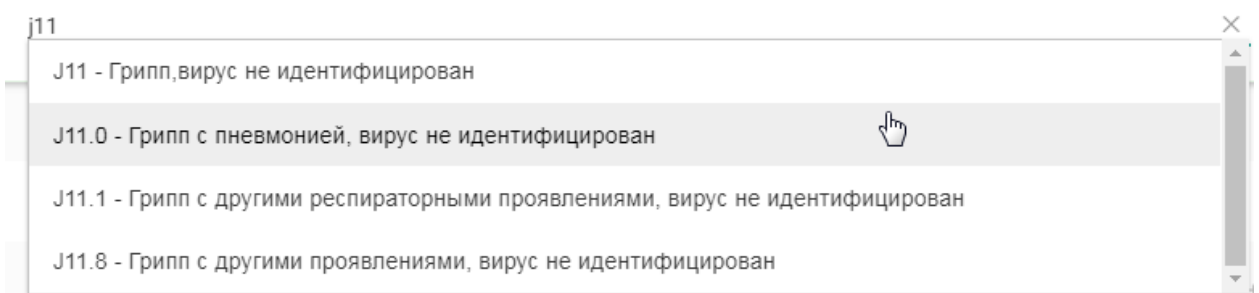 j11
J11 - Грипп,вирус не идентифицирован
J11.0 - Грипп с пневмонией, вирус не идентифицирован
J11.1 - Грипп с другими респираторными проявлениями, вирус не идентифицирован
J11.8 - Грипп с другими проявлениями, вирус не идентифицирован